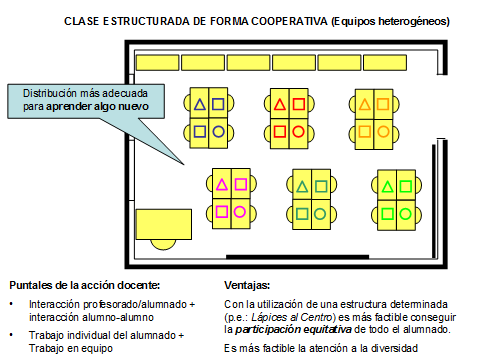 CLASE ESTRUCTURADA DE FORMA COOPERATIVA (Equipos heterogéneos)
Distribución más adecuada
para aprender algo nuevo
Puntales de la acción docente:
• Interacción profesorado/alumnado +
interacción alumno-alumno
• Trabajo individual del alumnado +
Trabajo en equipo
Ventajas:
Con la utilización de una estructura determinada
(p.e.: Lápices al Centro) es más factible conseguir
la participación equitativa de todo el alumnado.
Es más factible la atención a la diversidad